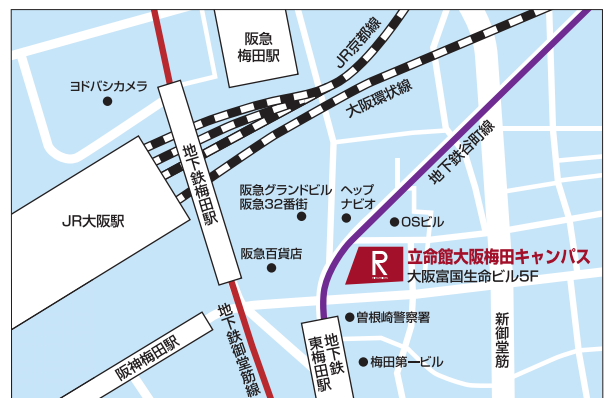 阪急
梅田駅
JR京都線
ヨドバシカメラ
大阪環状線
地下鉄谷町線
地下鉄梅田駅
JR大阪駅
阪急グランドビル
阪急32番街
ヘップ
ナビオ
OSビル
阪急百貨店
R
立命館大阪梅田キャンパス
大阪富国生命ビル5F
地下鉄御堂筋線
曽根崎警察署
新御堂筋
阪神梅田駅
地下鉄
東梅田駅
梅田第一ビル